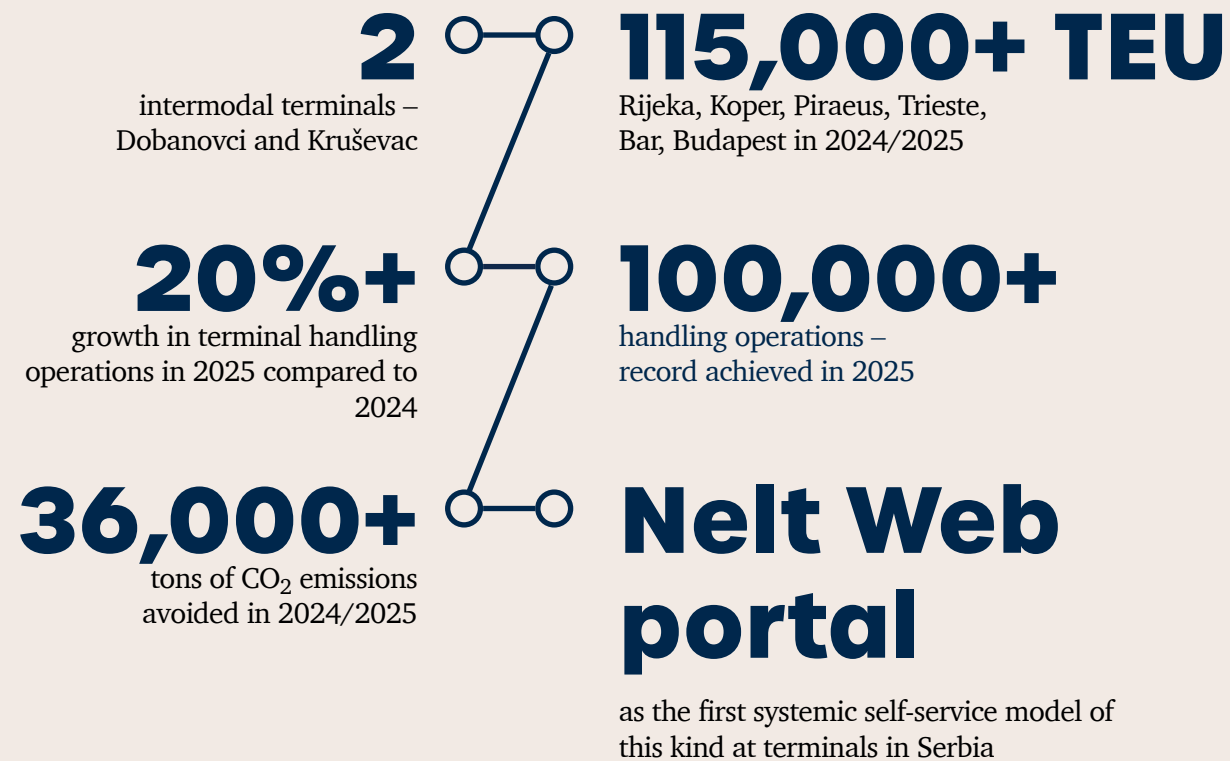 2
intermodal terminals –
Dobanovci and Kruševac
115,000+ TEU
Rijeka, Koper, Piraeus, Trieste,
Bar, Budapest in 2024/2025
20%+
growth in terminal handling
operations in 2025 compared to
2024
100,000+
handling operations –
record achieved in 2025
36,000+
tons of CO₂ emissions
avoided in 2024/2025
Nelt Web
portal
as the first systemic self-service model of
this kind at terminals in Serbia